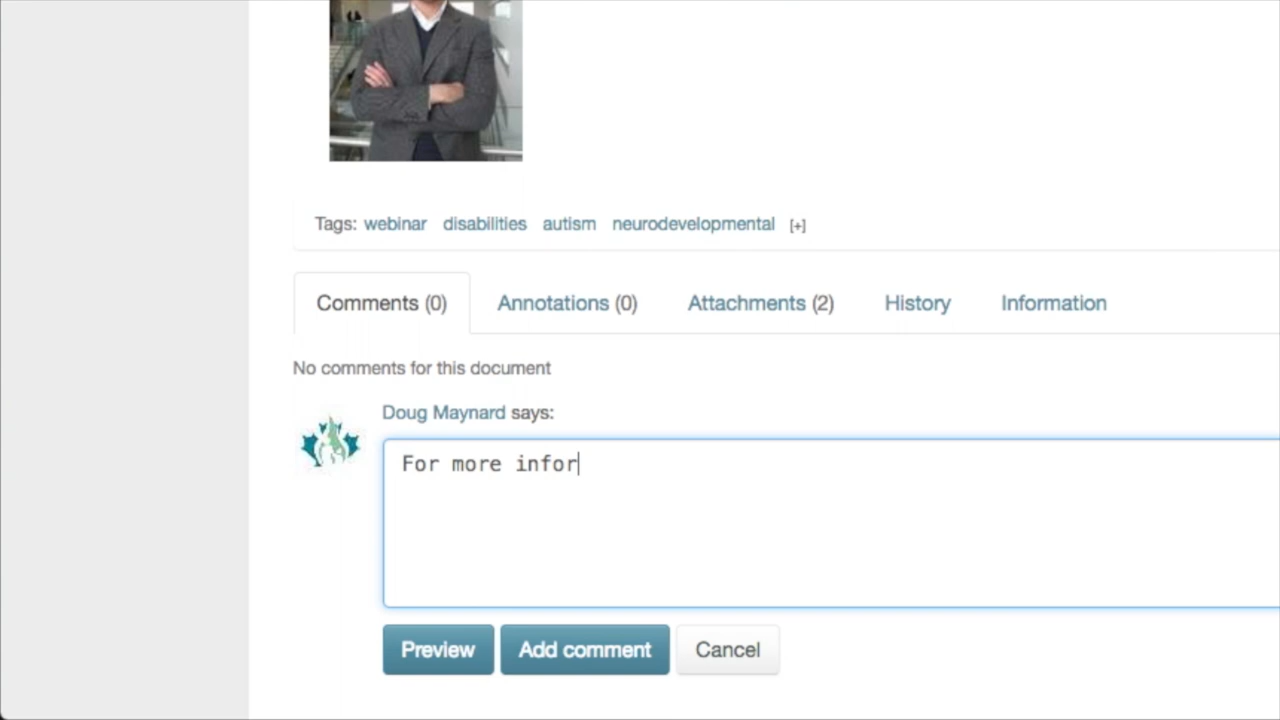 Tags: webinar disabilities autism neurodevelopmental [+]
Comments (0) Annotations (0) Attachments (2) History Information
No comments for this document
Doug Maynard says:
For more infor
Preview Add comment Cancel